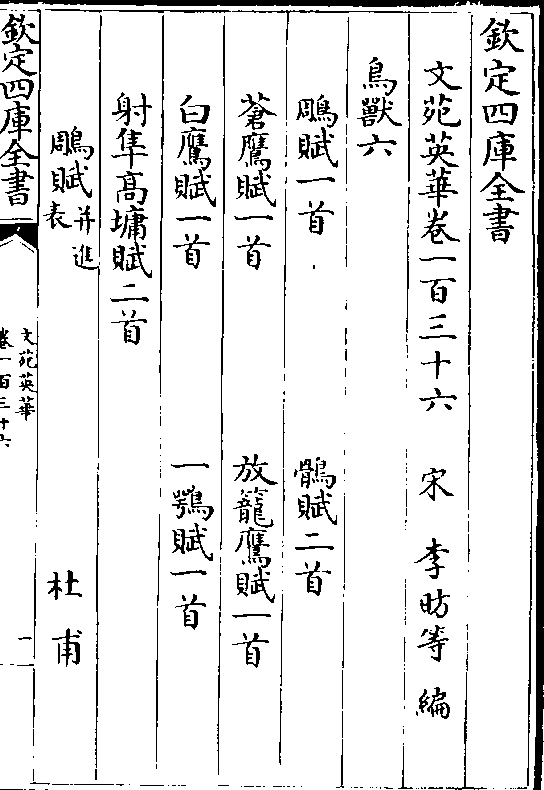 欽定四庫全書
文苑英華卷一百三十六　宋　李昉等　編
鳥獸六
鵰賦一首　鶻賦二首
蒼鷹賦一首　放籠鷹賦一首
白鷹賦一首　一鶚賦一首
射隼高墉賦二首
鵰賦并進表　杜甫
欽定四庫全書
文苑英華
卷一百三十六
一